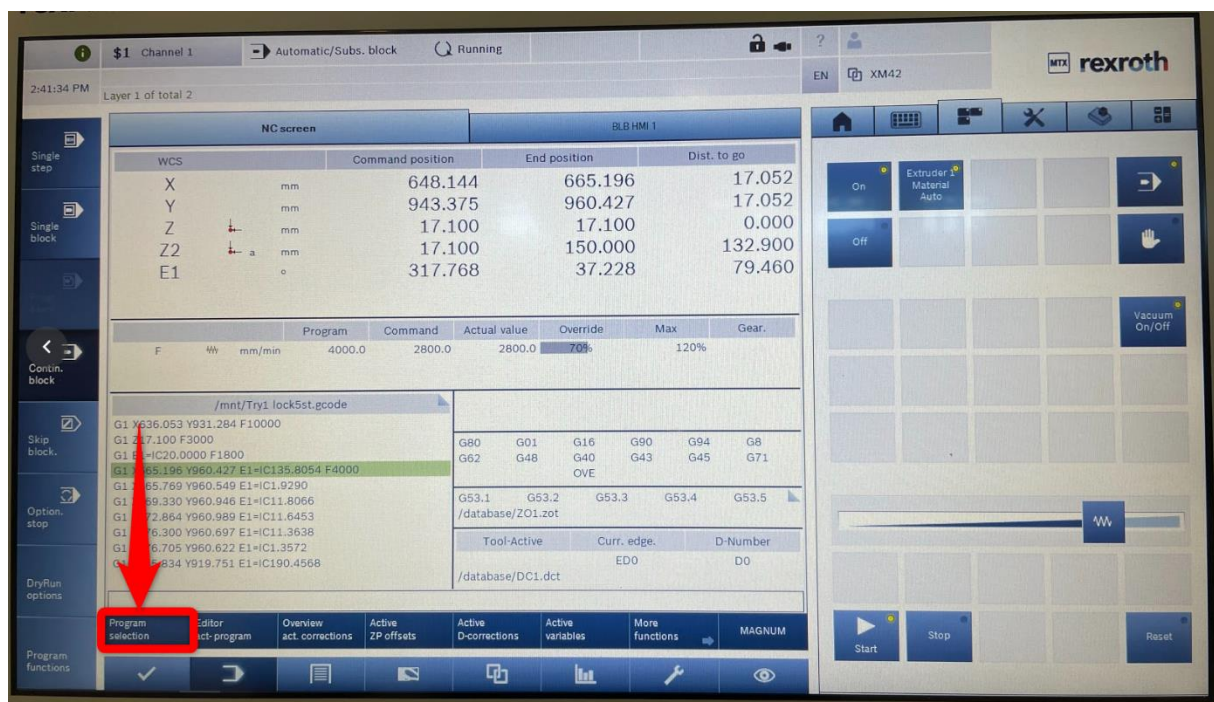 $1 Channel 1
Automatic/Subs. block
Running
?
2:41:34 PM
EN
XM42
MTX rexroth
Layer 1 of total 2
NC screen
BLB HMI 1
WCS Command position End position Dist. to go
X mm 648.144 665.196 17.052
Y mm 943.375 960.427 17.052
Z mm 17.100 17.100 0.000
Z2 a mm 17.100 150.000 132.900
E1 ° 317.768 37.228 79.460
Program Command Actual value Override Max Gear.
F mm/min 4000.0 2800.0 2800.0 70% 120%
/mnt/Try1 lock5st.gcode
G1 X636.053 Y931.284 F10000
G1 Z17.100 F3000
G1 E1=IC20.0000 F1800
G1 X665.196 Y960.427 E1=IC135.8054 F4000
G1 Y960.549 E1=IC1.9290
G1 Y960.946 E1=IC11.8066
G1 Y960.989 E1=IC11.6453
G1 Y960.697 E1=IC11.3638
G1 Y960.622 E1=IC1.3572
G1 Y919.751 E1=IC190.4568
G80 G01 G16 G90 G94 G8
G62 G48 G40 G43 G45 G71
OVE
G53.1 G53.2 G53.3 G53.4 G53.5
/database/ZO1.zot
Tool-Active Curr. edge. D-Number
ED0 D0
/database/DC1.dct
Single
step
Single
block
Contin.
block
Skip
block.
Option.
stop
DryRun
options
Program
functions
Program
selection
Editor
act- program
Overview
act. corrections
Active
ZP offsets
Active
D-corrections
Active
variables
More
functions
MAGNUM
On
Extruder 1
Material
Auto
Off
Vacuum
On/Off
Start
Stop
Reset